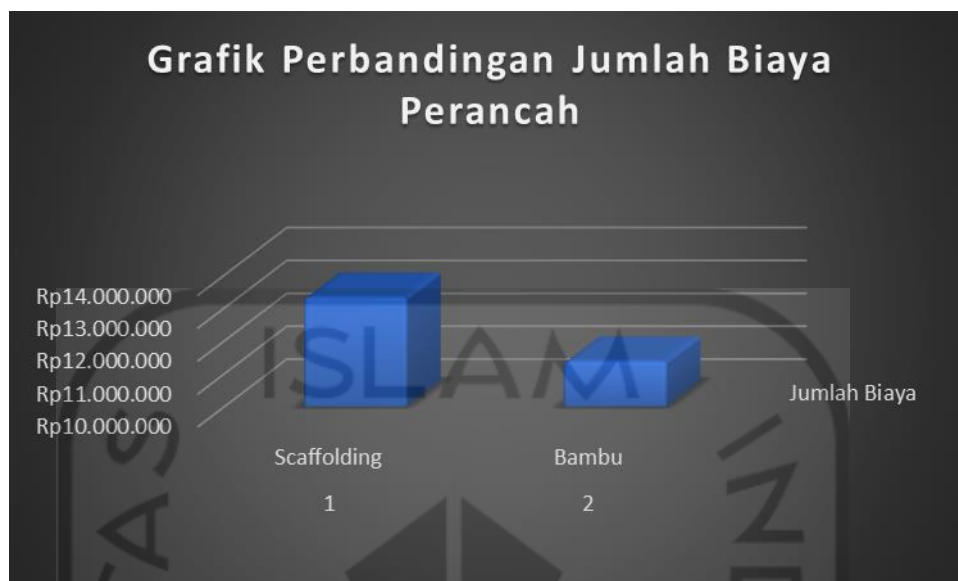 Grafik Perbandingan Jumlah Biaya
Perancah
Rp14.000.000
Rp13.000.000
Rp12.000.000
Rp11.000.000
Rp10.000.000
Jumlah Biaya
Scaffolding
Bambu
1
2
ISLAM
TAS